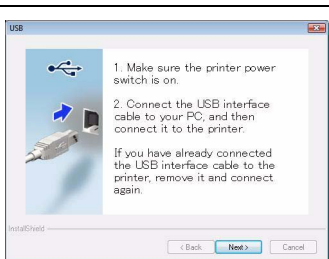 USB
1. Make sure the printer power
switch is on.
2. Connect the USB interface
cable to your PC, and then
connect it to the printer.
If you have already connected
the USB interface cable to the
printer, remove it and connect
again.
InstallShield
< Back
Next >
Cancel